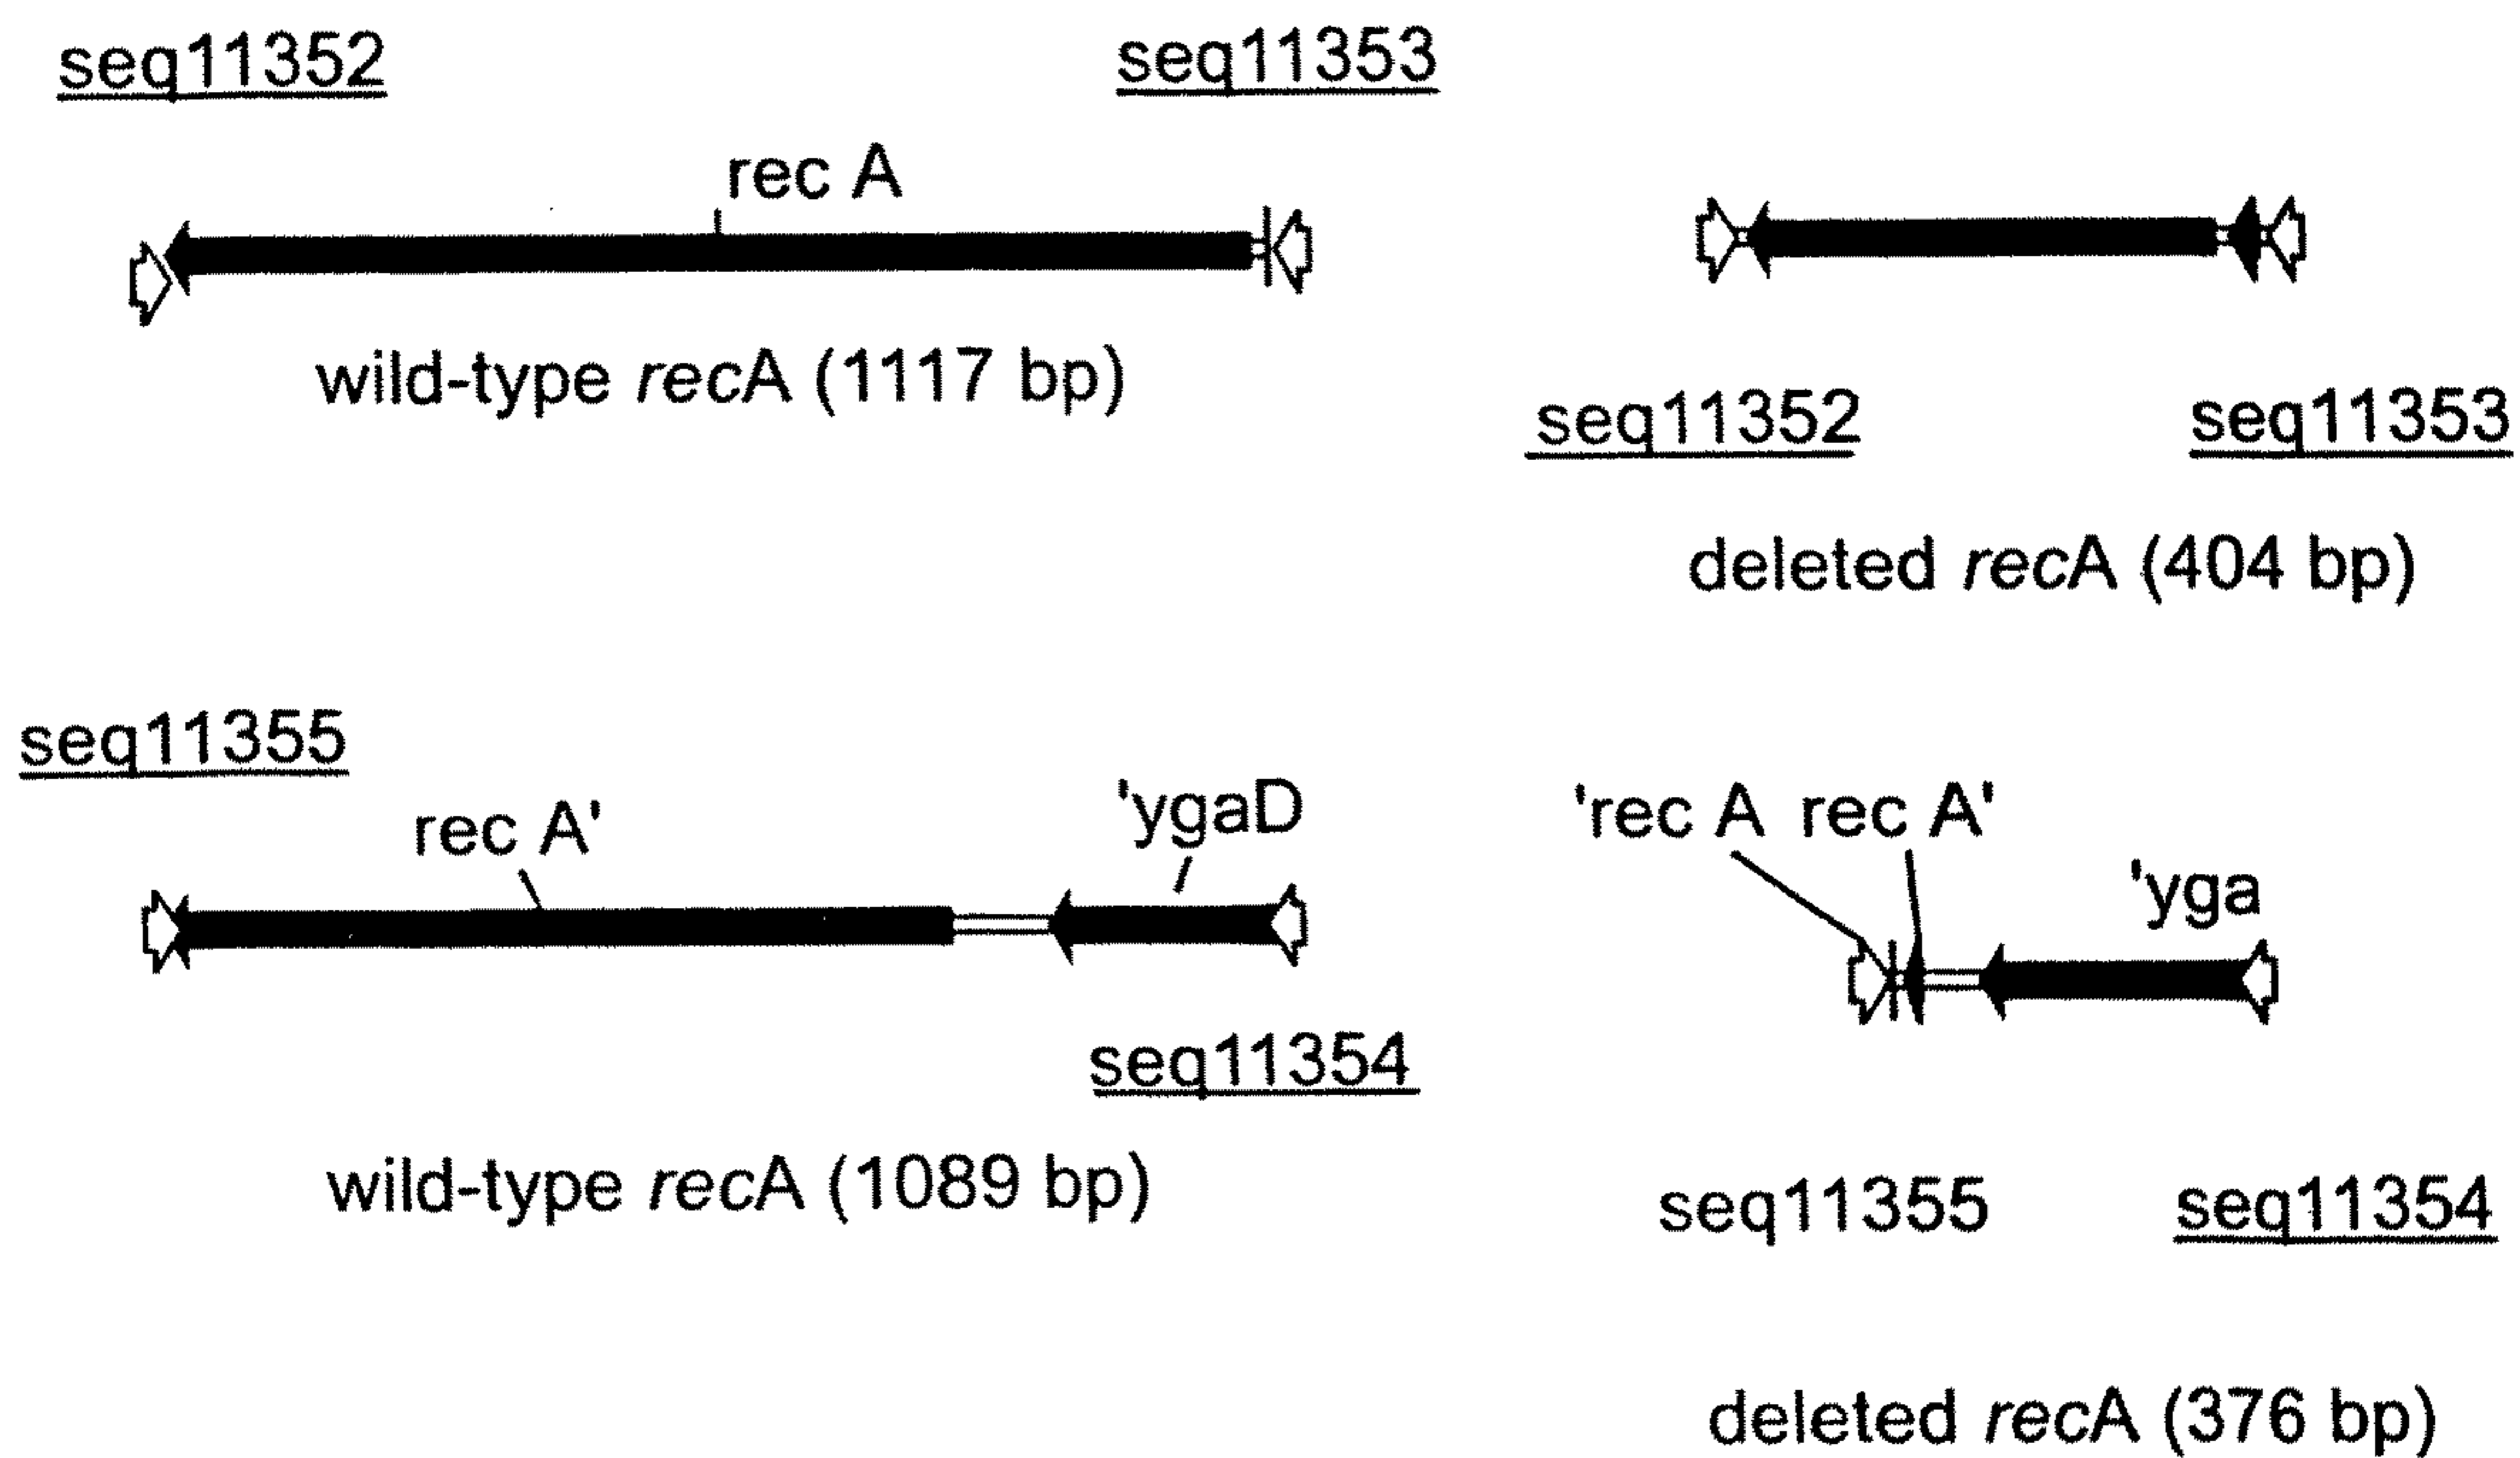 seq11352
seq11353
rec A
wild-type recA (1117 bp)
seq11352
seq11353
deleted recA (404 bp)
seq11355
rec A'
'ygaD
seq11354
wild-type recA (1089 bp)
'rec A rec A'
'yga
seq11355
seq11354
deleted recA (376 bp)